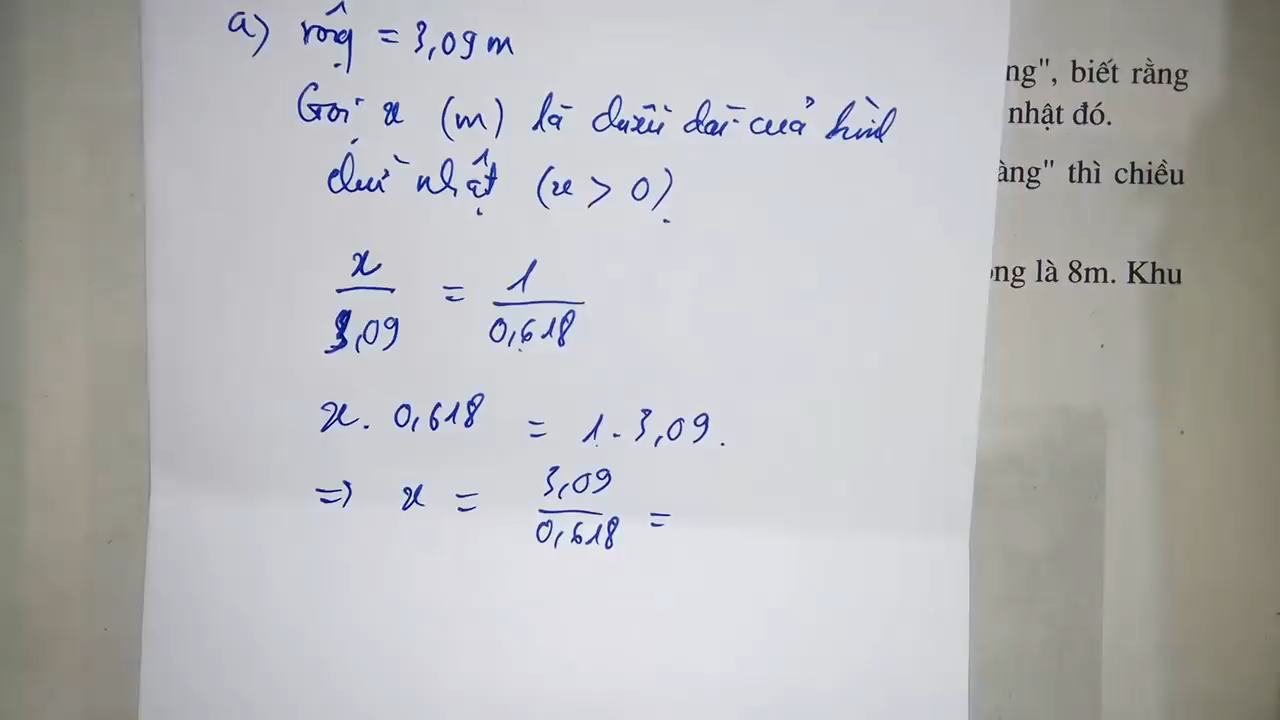 a) rộng = 3,09 m
Gọi x (m) là chiều dài của hình
chữ nhật (x > 0).
x/3,09 = 1/0,618
x. 0,618 = 1. 3,09.
=> x = 3,09/0,618 =
ng", biết rằng
nhật đó.
àng" thì chiều
ộng là 8m. Khu